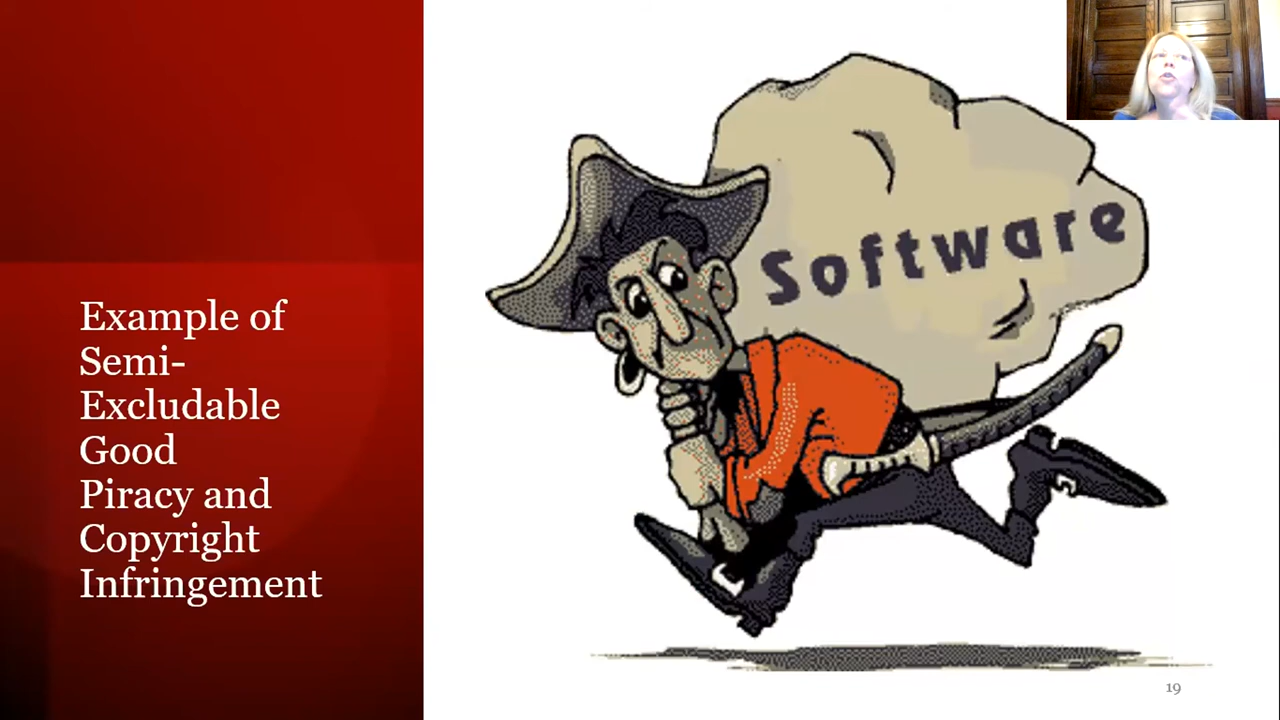 Example of
Semi-
Excludable
Good
Piracy and
Copyright
Infringement
Software
19